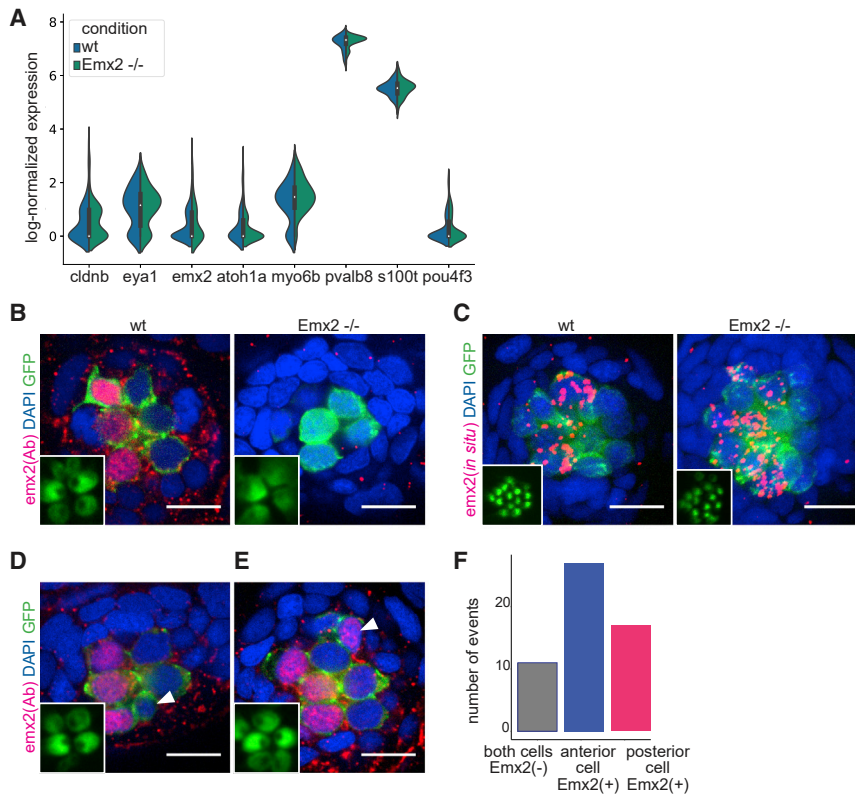 A
8
6
4
2
0
log-normalized expression
condition
wt
Emx2 -/-
cldnb eya1 emx2 atoh1a myo6b pvalb8 s100t pou4f3
B
wt Emx2 -/-
emx2(Ab) DAPI GFP
C
wt Emx2 -/-
emx2(in situ) DAPI GFP
D
emx2(Ab) DAPI GFP
E
F
20
10
0
number of events
both cells
Emx2(-)
anterior
cell
Emx2(+)
posterior
cell
Emx2(+)